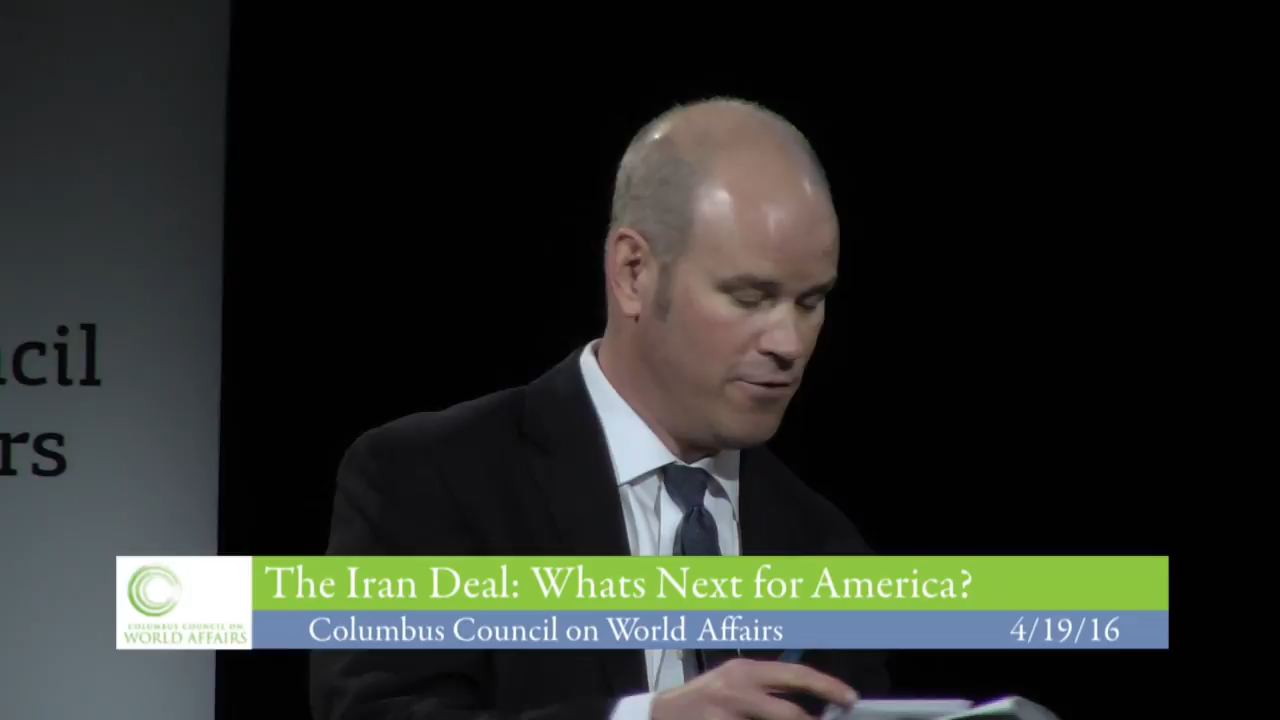 ncil
rs
The Iran Deal: Whats Next for America?
COLUMBUS COUNCIL ON
WORLD AFFAIRS
Columbus Council on World Affairs 4/19/16